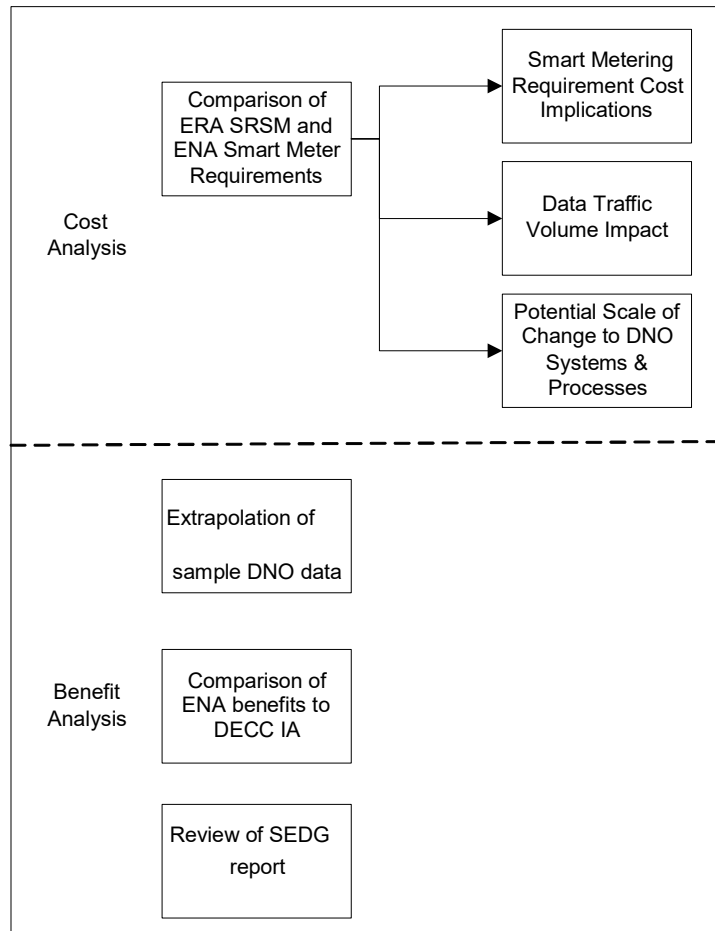 Comparison of
ERA SRSM and
ENA Smart Meter
Requirements
Smart Metering
Requirement Cost
Implications
Cost
Analysis
Data Traffic
Volume Impact
Potential Scale of
Change to DNO
Systems &
Processes
Extrapolation of
sample DNO data
Benefit
Analysis
Comparison of
ENA benefits to
DECC IA
Review of SEDG
report